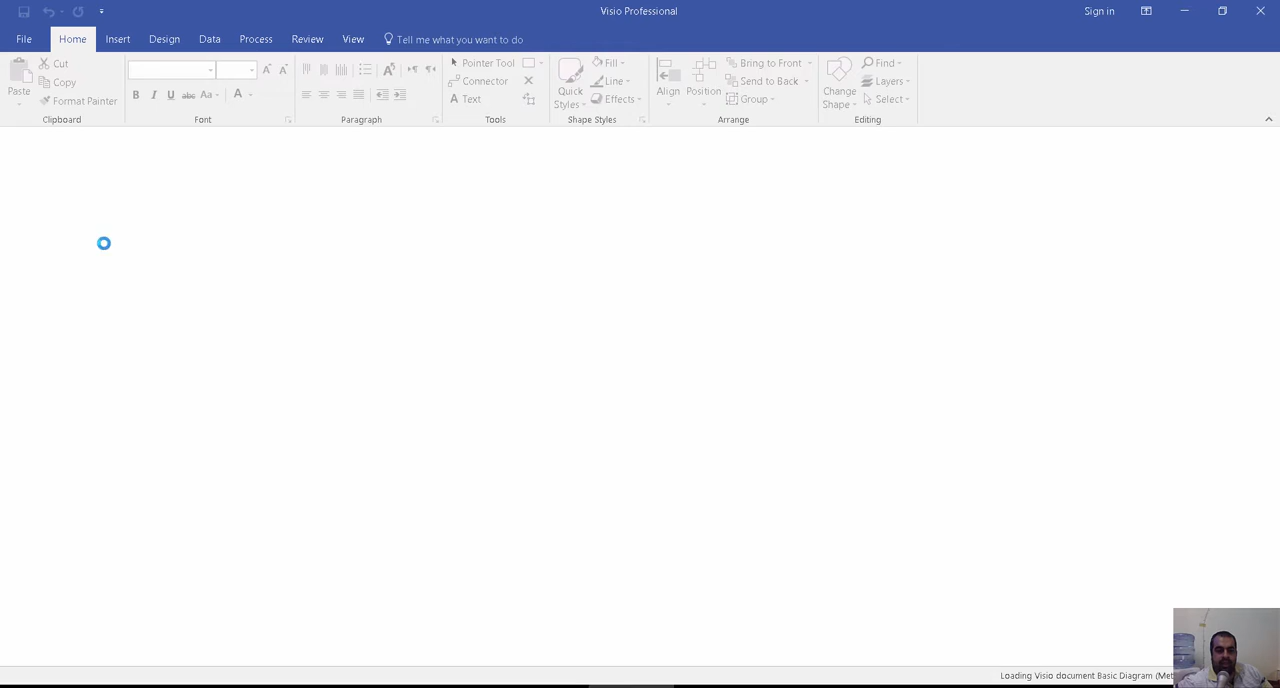 Visio Professional
Sign in
File
Home
Insert
Design
Data
Process
Review
View
Tell me what you want to do
Paste
Cut
Copy
Format Painter
Clipboard
B I U abc Aa A
Font
Paragraph
Pointer Tool
Connector
A Text
Tools
Quick Styles
Fill
Line
Effects
Shape Styles
Align
Position
Bring to Front
Send to Back
Group
Arrange
Change Shape
Find
Layers
Select
Editing
Loading Visio document Basic Diagram (Met